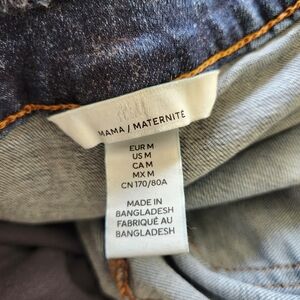 MAMA / MATERNITÉ
EUR M
US M
CA M
MX M
CN 170/80A
MADE IN
BANGLADESH
FABRIQUÉ AU
BANGLADESH